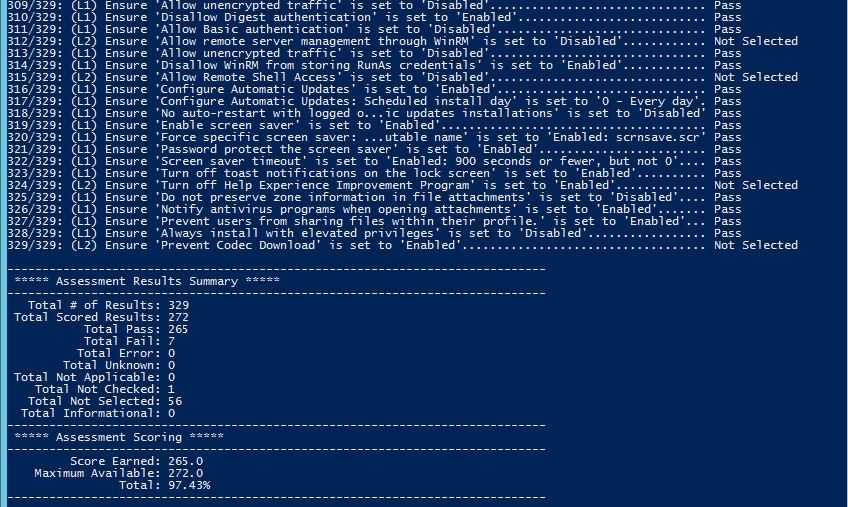 309/329: (L1) Ensure 'Allow unencrypted traffic' is set to 'Disabled'............................... Pass
310/329: (L1) Ensure 'Disallow Digest authentication' is set to 'Enabled'........................... Pass
311/329: (L1) Ensure 'Allow Basic authentication' is set to 'Disabled'.............................. Pass
312/329: (L2) Ensure 'Allow remote server management through WinRM' is set to 'Disabled'............ Not Selected
313/329: (L1) Ensure 'Allow unencrypted traffic' is set to 'Disabled'............................... Pass
314/329: (L1) Ensure 'Disallow WinRM from storing RunAs credentials' is set to 'Enabled'............ Pass
315/329: (L2) Ensure 'Allow Remote Shell Access' is set to 'Disabled'............................... Not Selected
316/329: (L1) Ensure 'Configure Automatic Updates' is set to 'Enabled'.............................. Pass
317/329: (L1) Ensure 'Configure Automatic Updates: Scheduled install day' is set to '0 - Every day'. Pass
318/329: (L1) Ensure 'No auto-restart with logged o...ic updates installations' is set to 'Disabled' Pass
319/329: (L1) Ensure 'Enable screen saver' is set to 'Enabled'...................................... Pass
320/329: (L1) Ensure 'Force specific screen saver: ...utable name' is set to 'Enabled: scrnsave.scr' Pass
321/329: (L1) Ensure 'Password protect the screen saver' is set to 'Enabled'........................ Pass
322/329: (L1) Ensure 'Screen saver timeout' is set to 'Enabled: 900 seconds or fewer, but not 0'.... Pass
323/329: (L1) Ensure 'Turn off toast notifications on the lock screen' is set to 'Enabled'.......... Pass
324/329: (L2) Ensure 'Turn off Help Experience Improvement Program' is set to 'Enabled'............. Not Selected
325/329: (L1) Ensure 'Do not preserve zone information in file attachments' is set to 'Disabled'.... Pass
326/329: (L1) Ensure 'Notify antivirus programs when opening attachments' is set to 'Enabled'....... Pass
327/329: (L1) Ensure 'Prevent users from sharing files within their profile.' is set to 'Enabled'... Pass
328/329: (L1) Ensure 'Always install with elevated privileges' is set to 'Disabled'................. Pass
329/329: (L2) Ensure 'Prevent Codec Download' is set to 'Enabled'................................... Not Selected
-----------------------------------------------------------------------------
***** Assessment Results Summary *****
-----------------------------------------------------------------------------
Total # of Results: 329
Total Scored Results: 272
Total Pass: 265
Total Fail: 7
Total Error: 0
Total Unknown: 0
Total Not Applicable: 0
Total Not Checked: 1
Total Not Selected: 56
Total Informational: 0
-----------------------------------------------------------------------------
***** Assessment Scoring *****
-----------------------------------------------------------------------------
Score Earned: 265.0
Maximum Available: 272.0
Total: 97.43%
-----------------------------------------------------------------------------